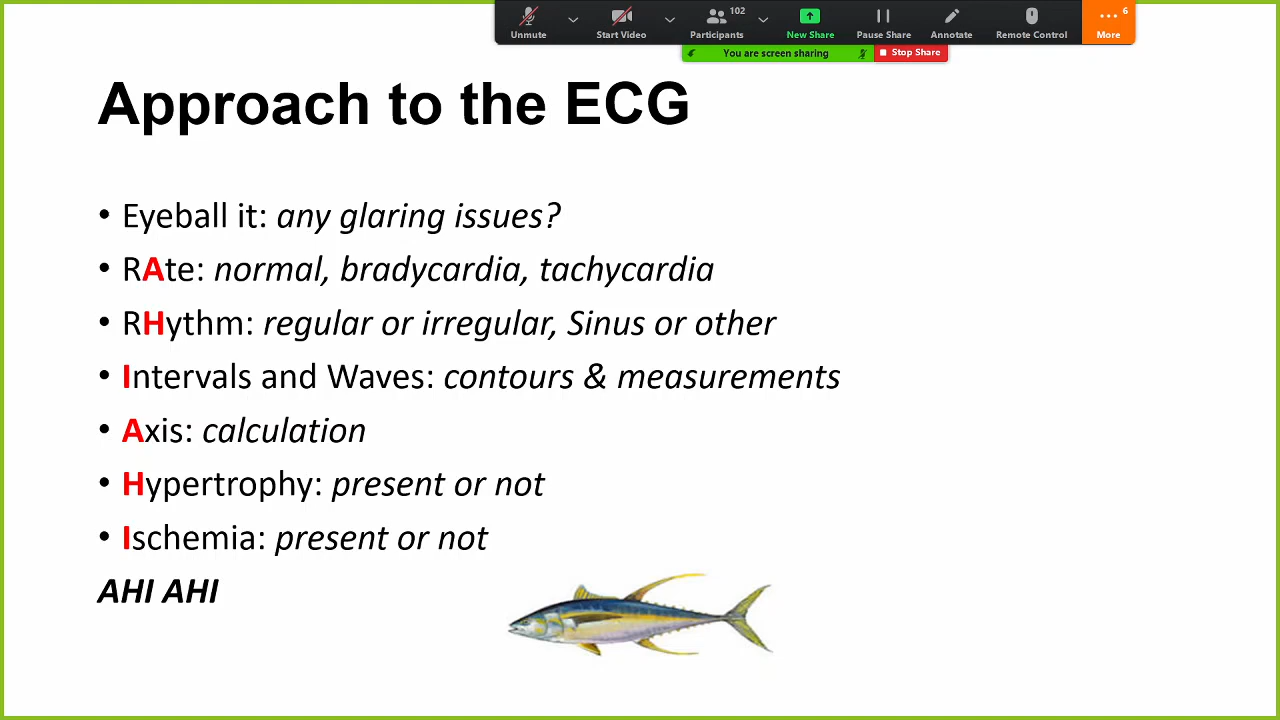 Unmute
Start Video
102
Participants
New Share
Pause Share
Annotate
Remote Control
6
More
You are screen sharing
Stop Share
Approach to the ECG
• Eyeball it: any glaring issues?
• RAte: normal, bradycardia, tachycardia
• RHythm: regular or irregular, Sinus or other
• Intervals and Waves: contours & measurements
• Axis: calculation
• Hypertrophy: present or not
• Ischemia: present or not
AHI AHI